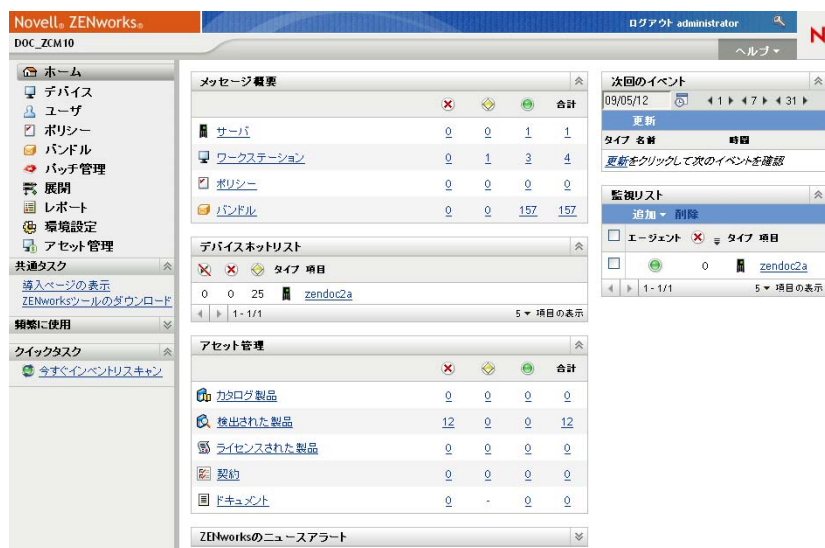 Novell® ZENworks®
ログアウト administrator
N
DOC_ZCM10
ヘルプ
ホーム
デバイス
ユーザ
ポリシー
バンドル
パッチ管理
展開
レポート
環境設定
アセット管理
共通タスク
導入ページの表示
ZENworksツールのダウンロード
頻繁に使用
クイックタスク
今すぐインベントリスキャン
メッセージ概要
合計
サーバ 0 0 1 1
ワークステーション 0 1 3 4
ポリシー 0 0 0 0
バンドル 0 0 157 157
デバイスホットリスト
タイプ 項目
0 0 25 zendoc2a
1 - 1/1 5 項目の表示
アセット管理
合計
カタログ製品 0 0 0 0
検出された製品 12 0 0 12
ライセンスされた製品 0 0 0 0
契約 0 0 0 0
ドキュメント 0 - 0 0
ZENworksのニュースアラート
次回のイベント
09/05/12 1 7 31
更新
タイプ 名前 時間
更新をクリックして次のイベントを確認
監視リスト
追加 削除
エージェント タイプ 項目
0 zendoc2a
1 - 1/1 5 項目の表示